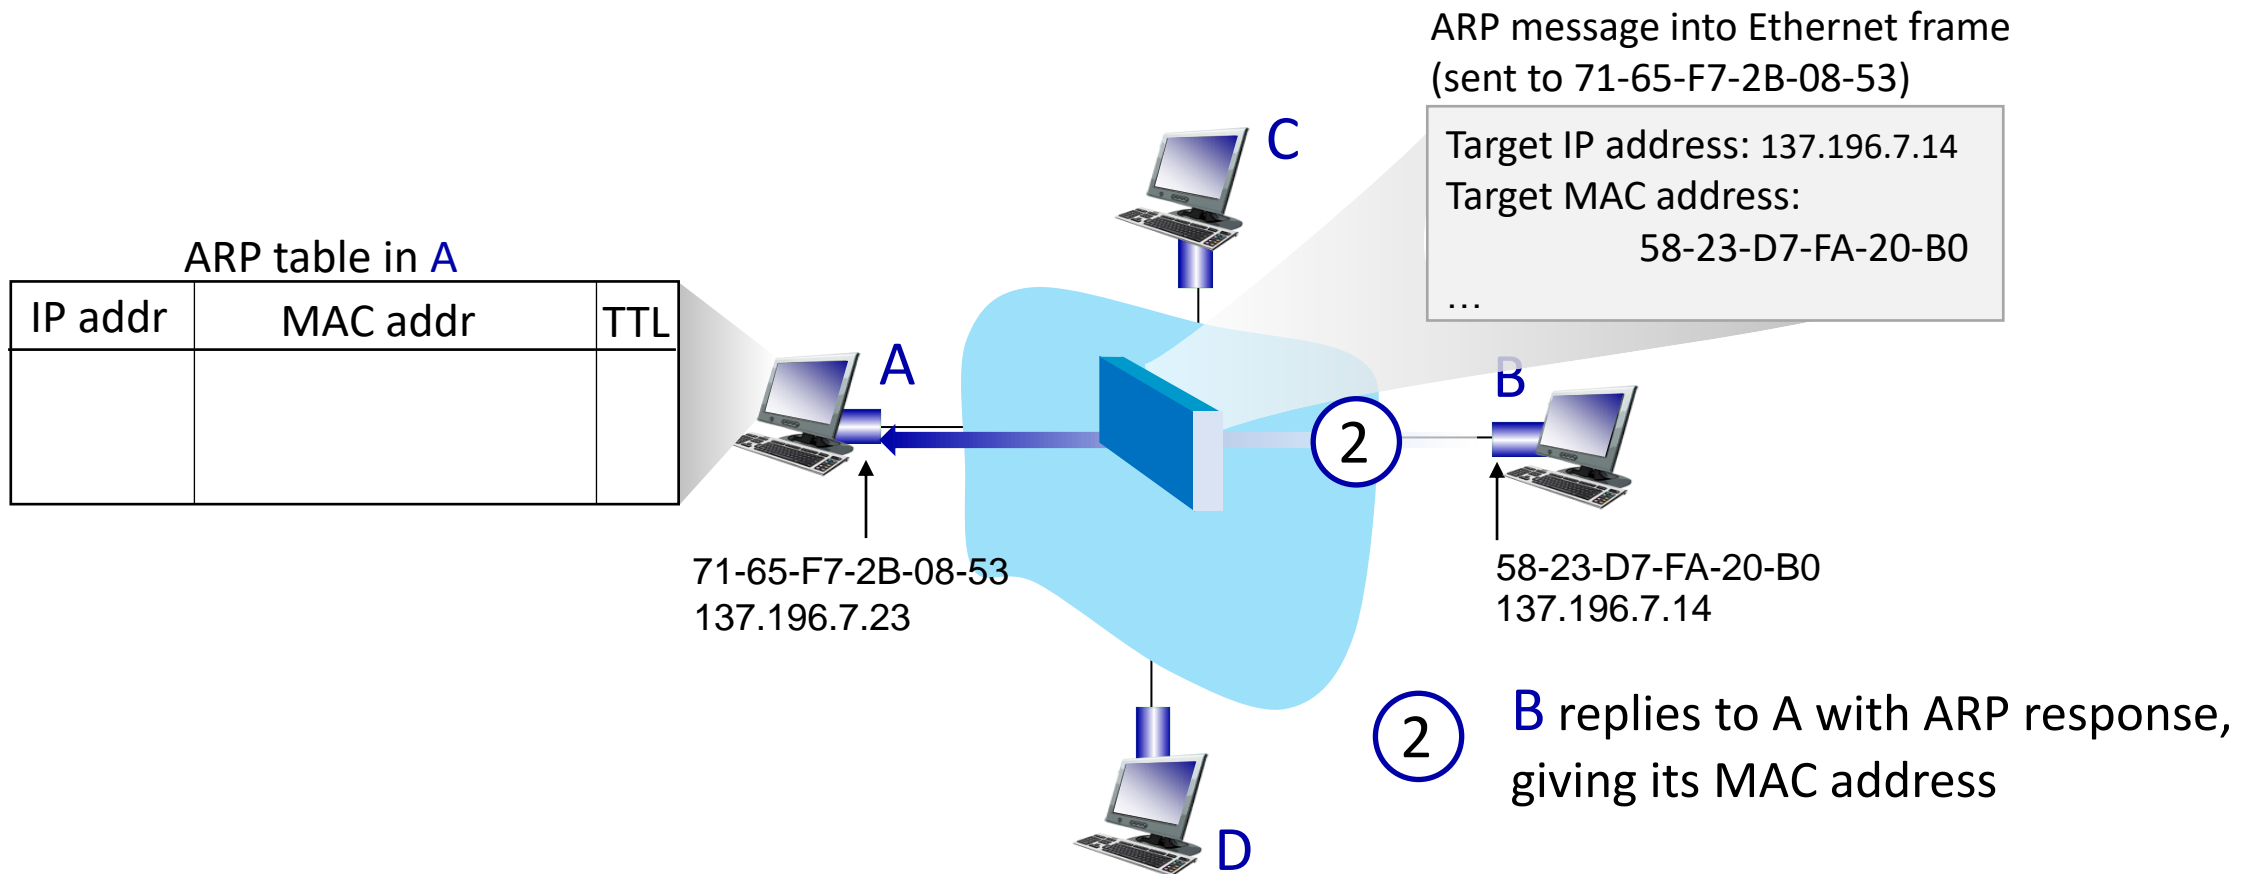 ARP message into Ethernet frame
(sent to 71-65-F7-2B-08-53)
Target IP address: 137.196.7.14
Target MAC address:
58-23-D7-FA-20-B0
...
C
ARP table in A
IP addr MAC addr TTL
A
B
2
71-65-F7-2B-08-53
137.196.7.23
58-23-D7-FA-20-B0
137.196.7.14
2
B replies to A with ARP response,
giving its MAC address
D